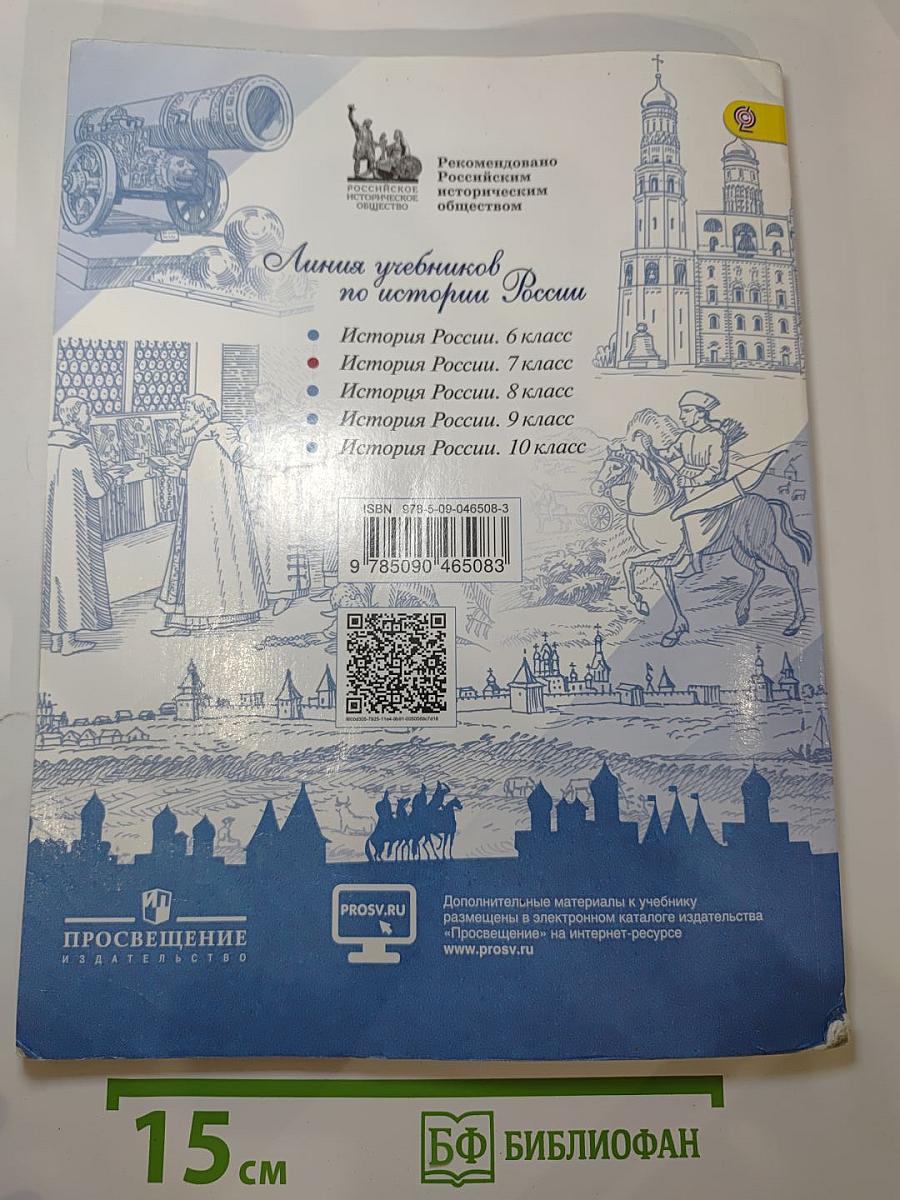 РОССИЙСКОЕ
ИСТОРИЧЕСКОЕ
ОБЩЕСТВО
Рекомендовано
Российским
историческим
обществом
Линия учебников
по истории России
История России. 6 класс
История России. 7 класс
История России. 8 класс
История России. 9 класс
История России. 10 класс
ISBN 978-5-09-046508-3
9 785090 465083
ПРОСВЕЩЕНИЕ
ИЗДАТЕЛЬСТВО
PROSV.RU
Дополнительные материалы к учебнику
размещены в электронном каталоге издательства
«Просвещение» на интернет-ресурсе
www.prosv.ru
15 см
БФ БИБЛИОФАН